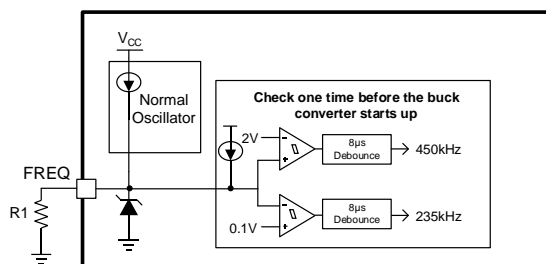 V_CC
Normal
Oscillator
Check one time before the buck
converter starts up
2V
8µs
Debounce
450kHz
FREQ
R1
0.1V
8µs
Debounce
235kHz